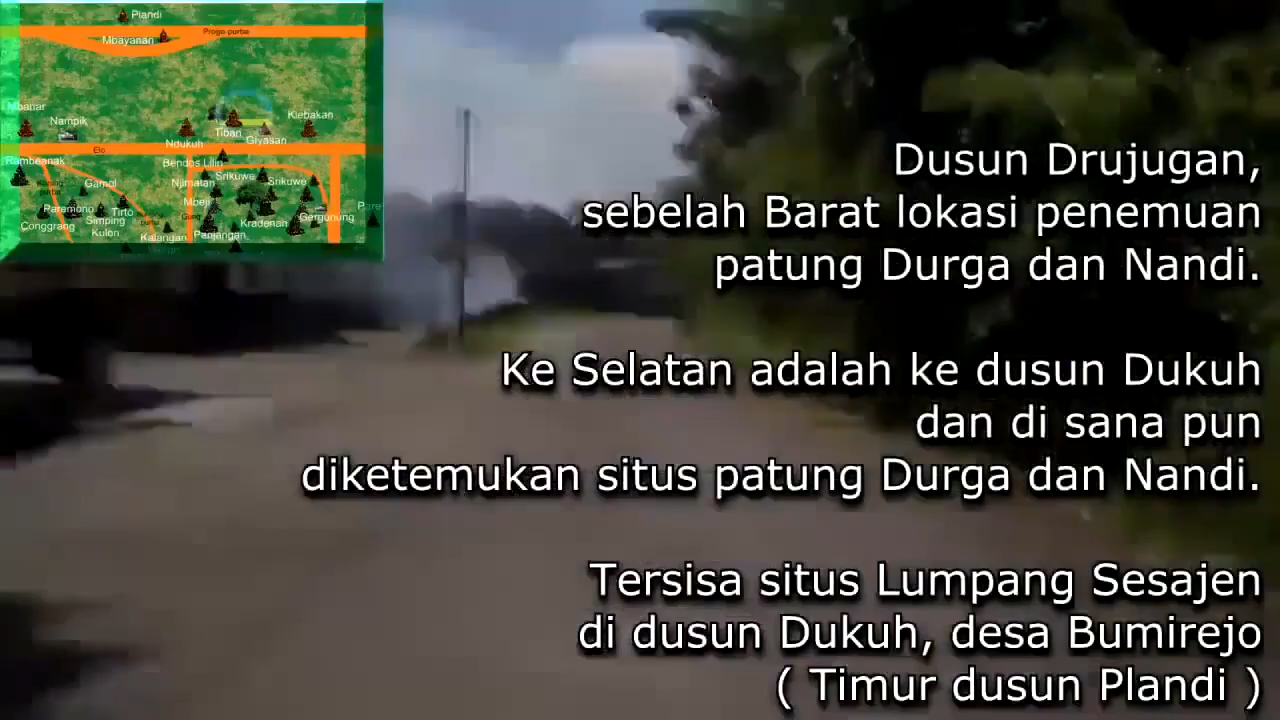 Plandi
Progo purba
Mbayanan
Mbanar
Nampik
Klebakan
Tiban
Ndukuh
Giyasan
Elo
Rambeanak
Bendos Lilin
Srikuwe
Srikuwe
Gamol
Njimatan
Mbeji
Paremono
Tirto
Simping
Kulon
Conggrang
Kradenan
Gergunung
Kalangan
Panjangan
Dusun Drujugan,
sebelah Barat lokasi penemuan
patung Durga dan Nandi.
Ke Selatan adalah ke dusun Dukuh
dan di sana pun
diketemukan situs patung Durga dan Nandi.
Tersisa situs Lumpang Sesajen
di dusun Dukuh, desa Bumirejo
( Timur dusun Plandi )